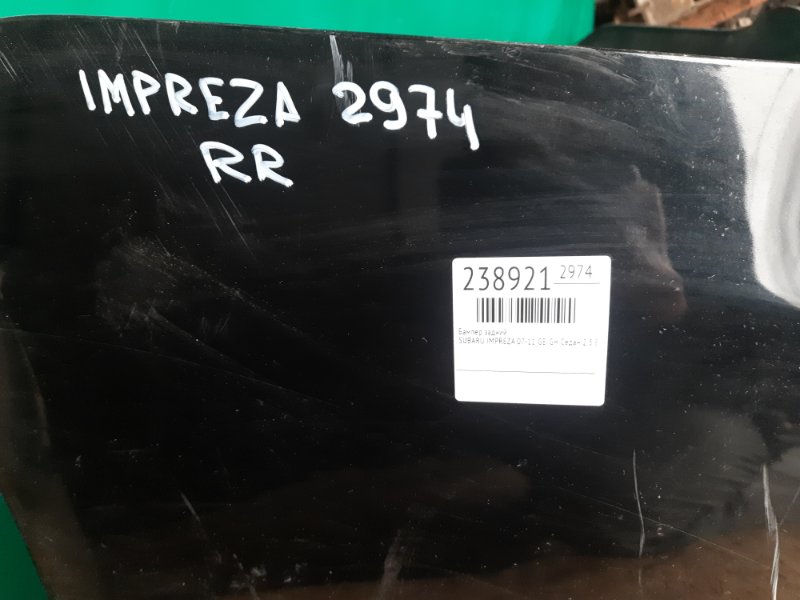 IMPREZA 2974
RR
238921 2974
Бампер задний
SUBARU IMPREZA 07-11 GE GH Седан 2.5